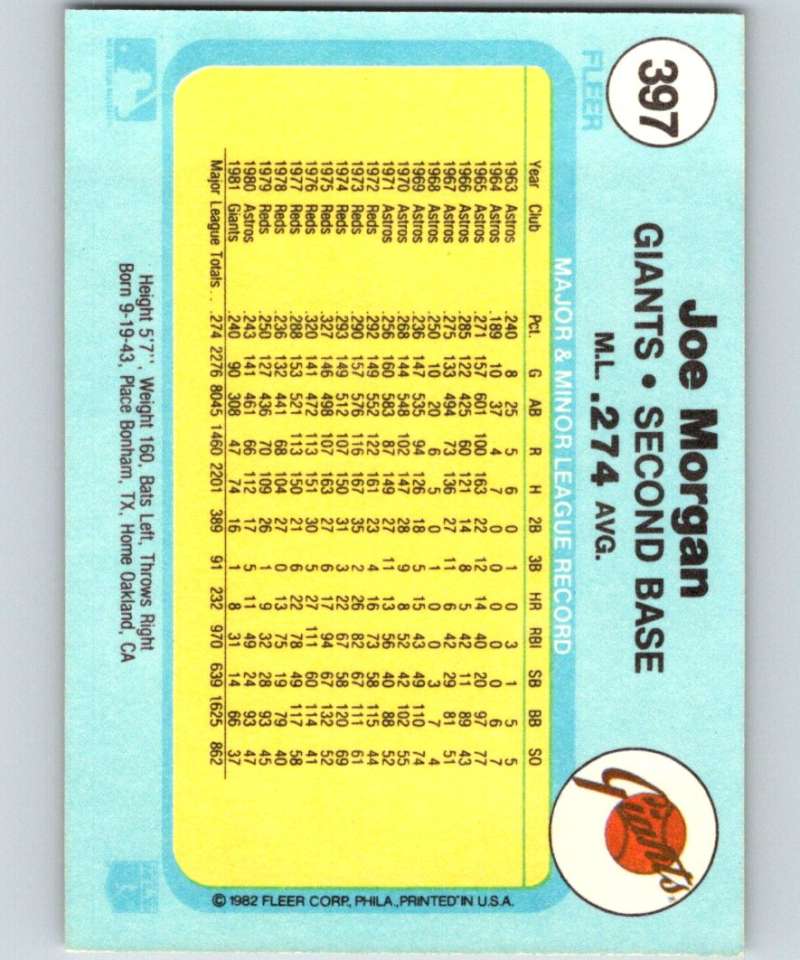 397
FLEER
Joe Morgan
GIANTS • SECOND BASE
M.L. .274 AVG.
Giants
MAJOR & MINOR LEAGUE RECORD
Year Club Pct. G AB R H 2B 3B HR RBI SB BB SO
1963 Astros .240 8 25 5 6 0 1 0 3 1 5 5
1964 Astros .189 10 37 4 7 0 0 0 0 0 6 7
1965 Astros .271 157 601 100 163 22 12 14 40 20 97 77
1966 Astros .285 122 425 60 121 14 8 5 42 11 89 43
1967 Astros .275 133 494 73 136 27 11 6 42 29 81 51
1968 Astros .250 10 20 6 5 0 1 0 0 3 7 4
1969 Astros .236 147 535 94 126 18 5 15 43 49 110 74
1970 Astros .268 144 548 102 147 28 9 8 52 42 102 55
1971 Astros .256 160 583 87 149 27 11 13 56 40 88 52
1972 Reds .292 149 552 122 161 23 4 16 73 58 115 44
1973 Reds .290 157 576 116 167 35 2 26 82 67 111 61
1974 Reds .293 149 512 107 150 31 3 22 67 58 120 69
1975 Reds .327 146 498 107 163 27 6 17 94 67 132 52
1976 Reds .320 141 472 113 151 30 5 27 111 60 114 41
1977 Reds .288 153 521 113 150 21 6 22 78 49 117 58
1978 Reds .236 132 441 68 104 27 0 13 75 19 79 40
1979 Reds .250 127 436 70 109 26 1 9 32 28 93 45
1980 Astros .243 141 461 66 112 17 5 11 49 24 93 47
1981 Giants .240 90 308 47 74 16 1 8 31 14 66 37
Major League Totals . . .274 2276 8045 1460 2201 389 91 232 970 639 1625 862
Height 5'7", Weight 160, Bats Left, Throws Right
Born 9-19-43, Place Bonham, TX, Home Oakland, CA
© 1982 FLEER CORP., PHILA., PRINTED IN U.S.A.